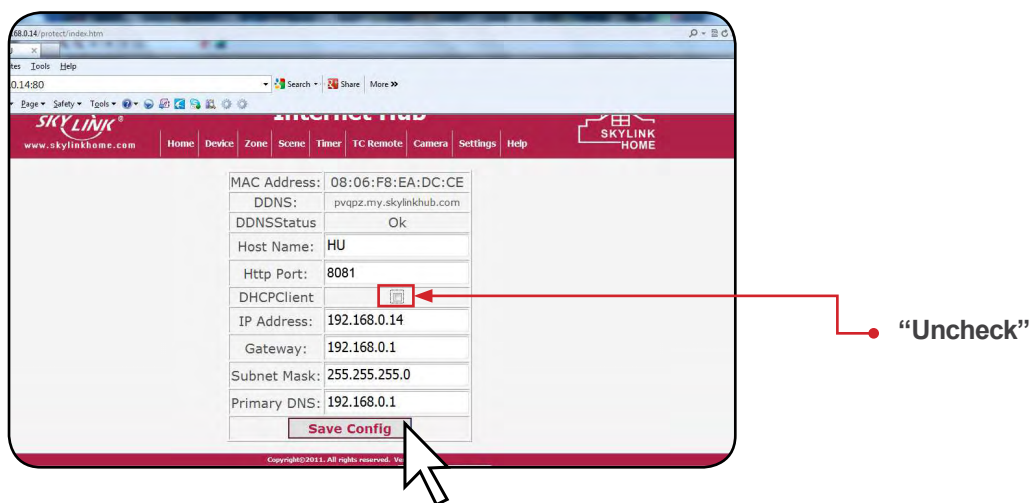 68.0.14/protect/index.htm
tes Tools Help
0.14:80 Search Share More »
Page Safety Tools
SKYLINK®
Internet Hub
SKYLINK
HOME
www.skylinkhome.com Home Device Zone Scene Timer TC Remote Camera Settings Help
MAC Address: 08:06:F8:EA:DC:CE
DDNS: pvqpz.my.skylinkhub.com
DDNSStatus Ok
Host Name: HU
Http Port: 8081
DHCPClient
“Uncheck”
IP Address: 192.168.0.14
Gateway: 192.168.0.1
Subnet Mask: 255.255.255.0
Primary DNS: 192.168.0.1
Save Config
Copyright©2011. All rights reserved.